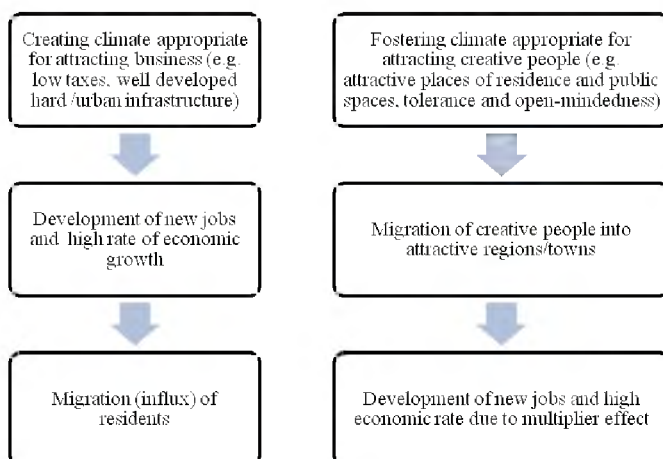 Creating climate appropriate
for attracting business (e.g.
low taxes, well developed
hard /urban infrastructure)
Development of new jobs
and high rate of economic
growth
Migration (influx) of
residents
Fostering climate appropriate for
attracting creative people (e.g.
attractive places of residence and public
spaces, tolerance and open-mindedness)
Migration of creative people into
attractive regions/towns
Development of new jobs and high
economic rate due to multiplier effect